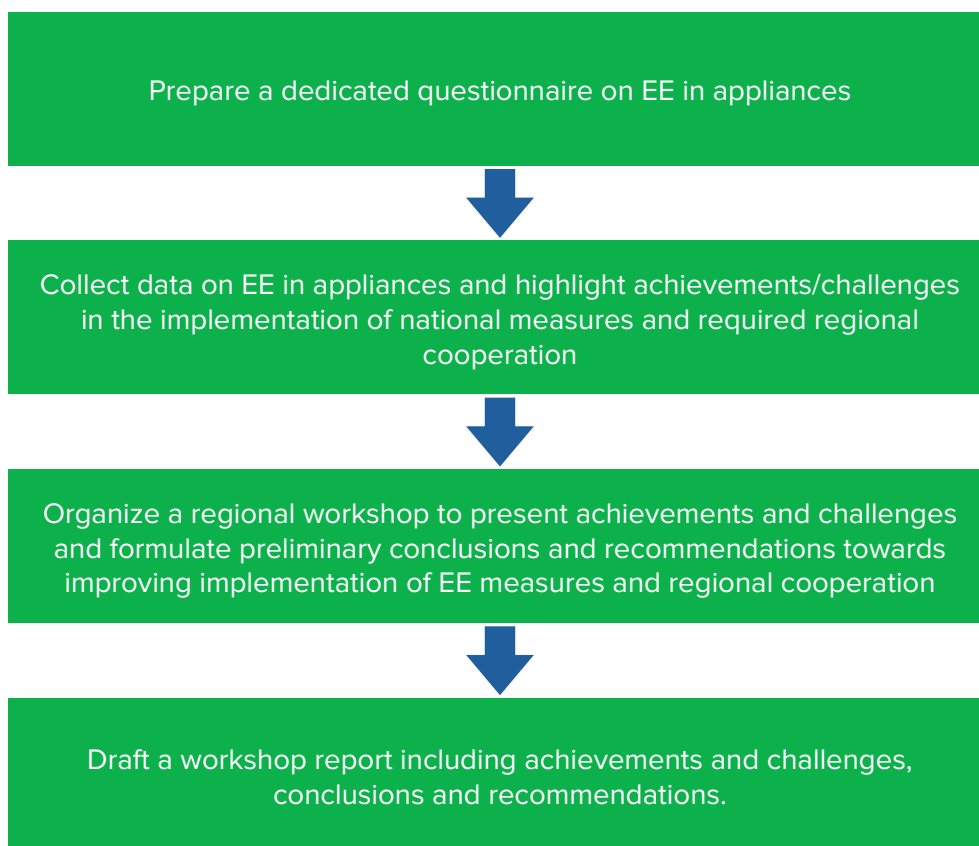 Prepare a dedicated questionnaire on EE in appliances
Collect data on EE in appliances and highlight achievements/challenges
in the implementation of national measures and required regional
cooperation
Organize a regional workshop to present achievements and challenges
and formulate preliminary conclusions and recommendations towards
improving implementation of EE measures and regional cooperation
Draft a workshop report including achievements and challenges,
conclusions and recommendations.